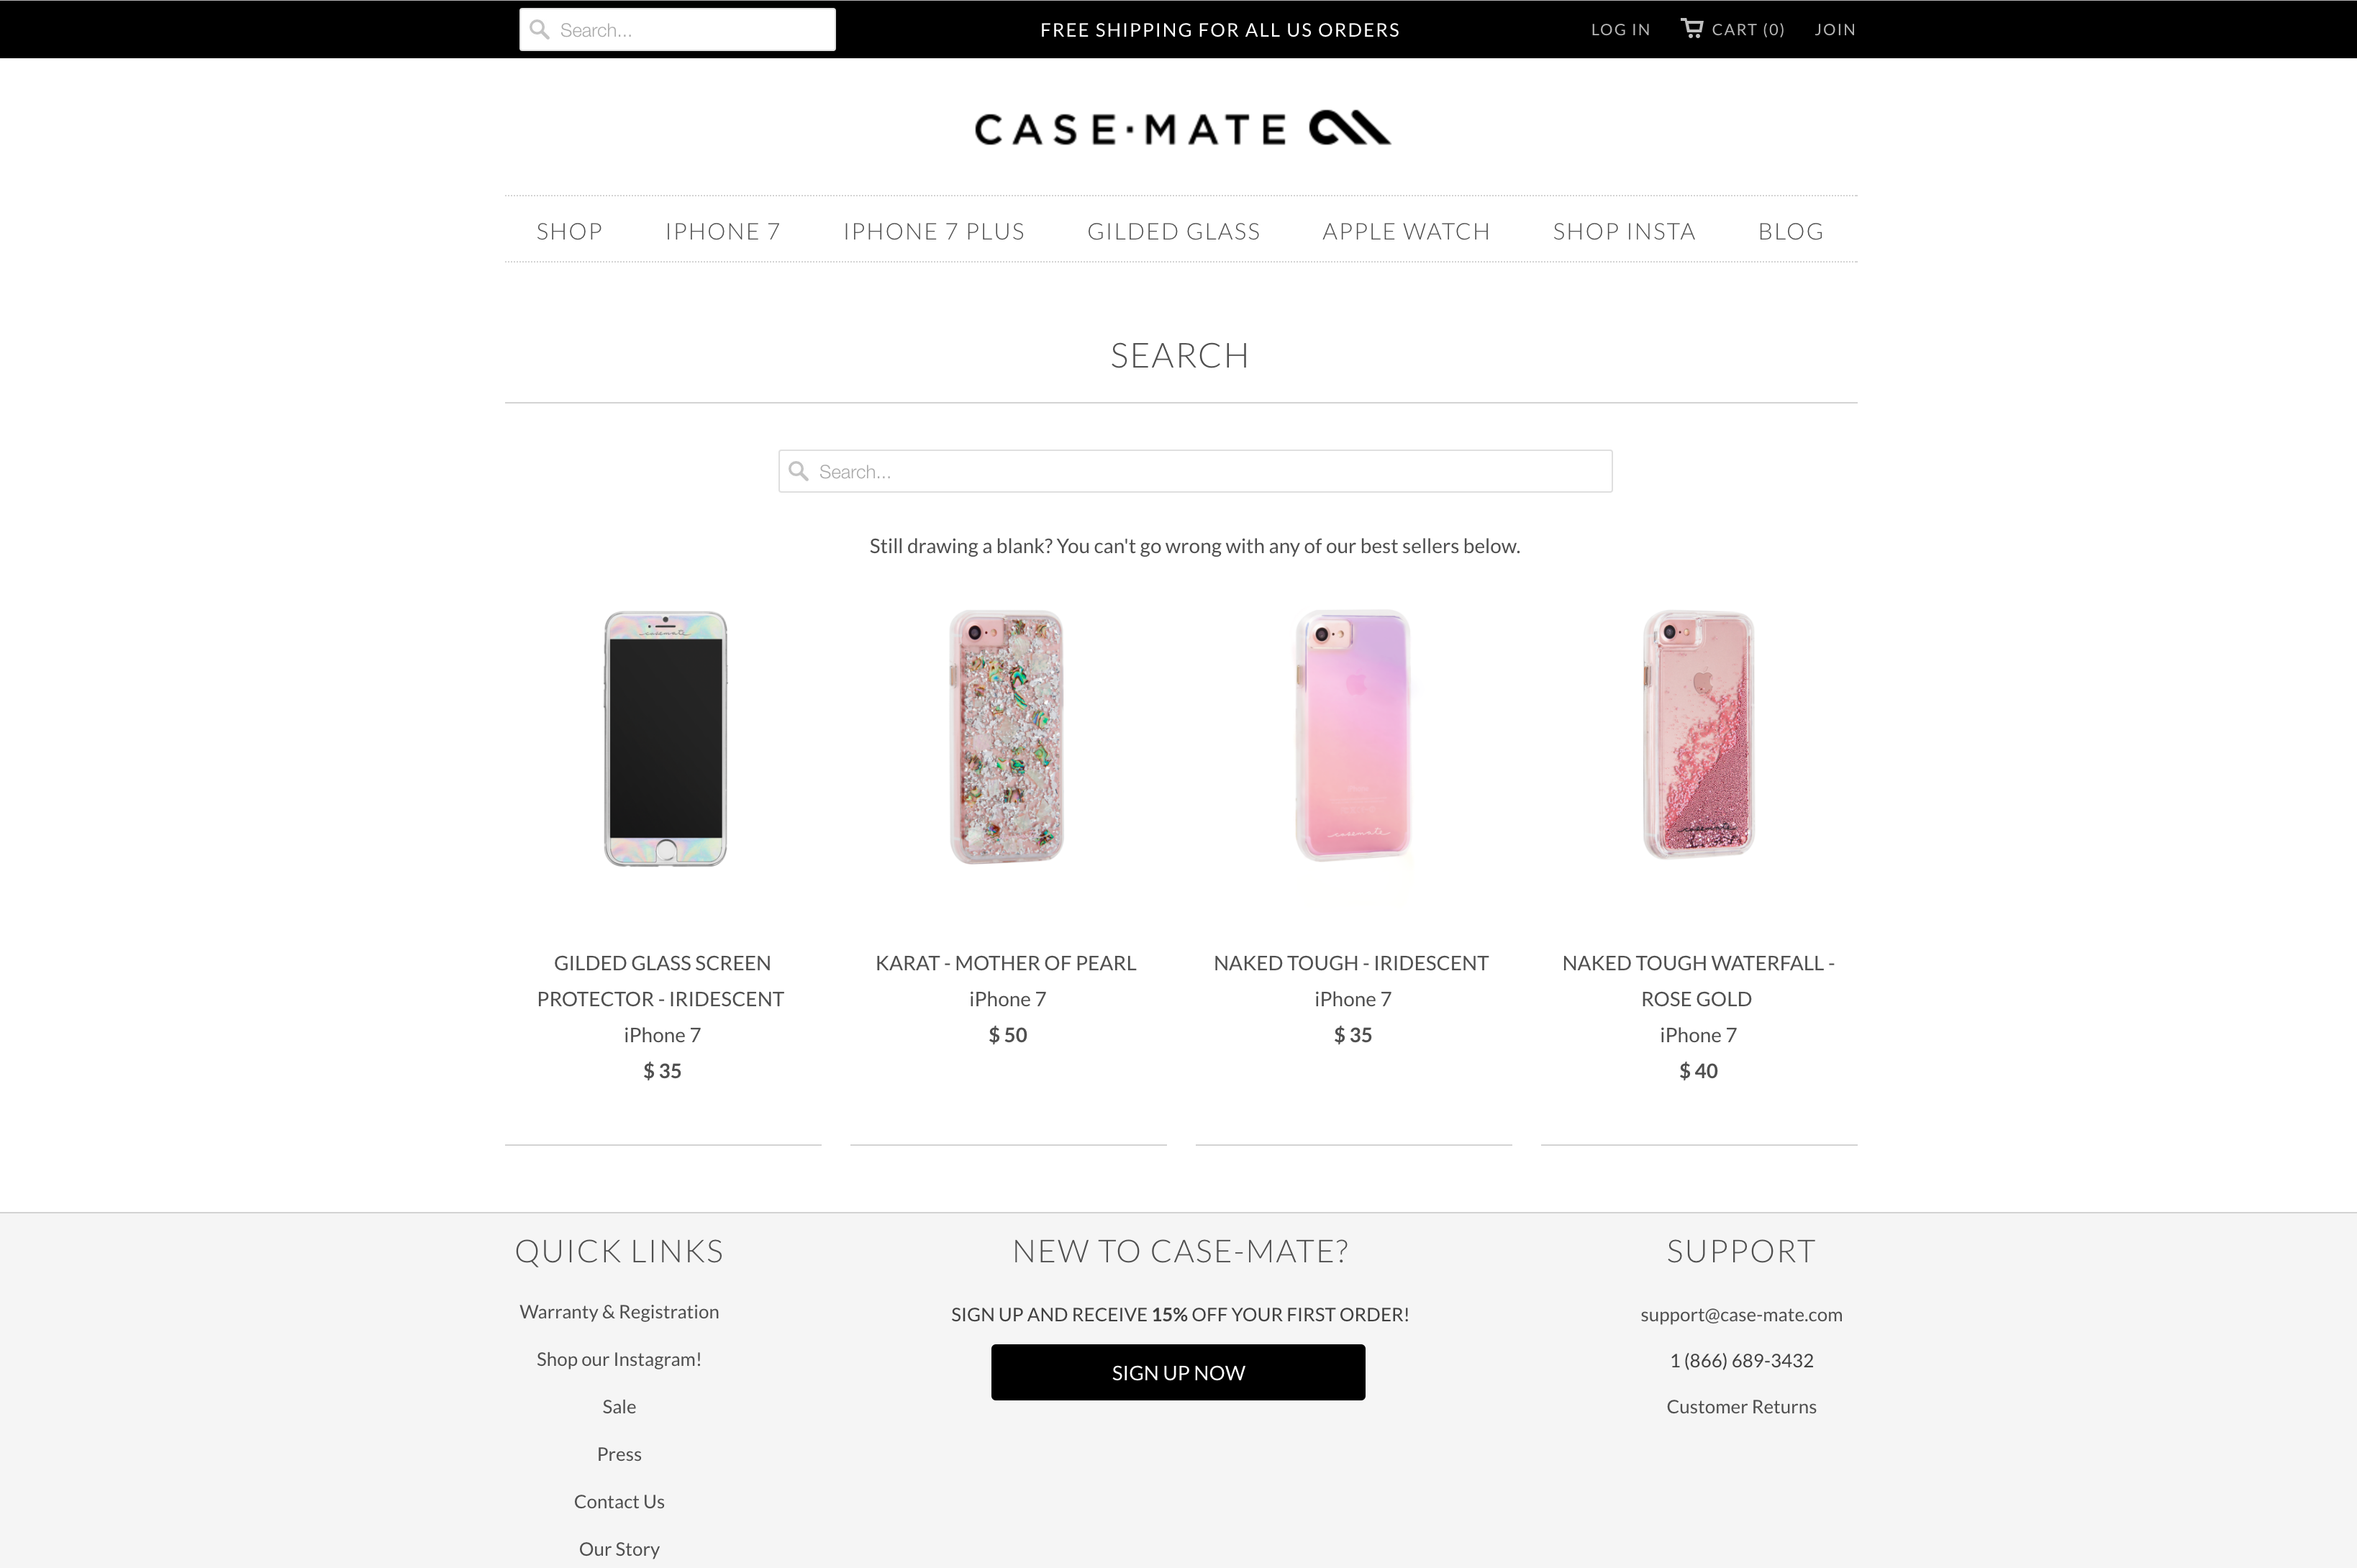 Search...
FREE SHIPPING FOR ALL US ORDERS
LOG IN
CART (0)
JOIN
CASE·MATE
SHOP
IPHONE 7
IPHONE 7 PLUS
GILDED GLASS
APPLE WATCH
SHOP INSTA
BLOG
SEARCH
Search...
Still drawing a blank? You can't go wrong with any of our best sellers below.
casemate
casemate
casemate
GILDED GLASS SCREEN
PROTECTOR - IRIDESCENT
iPhone 7
$ 35
KARAT - MOTHER OF PEARL
iPhone 7
$ 50
NAKED TOUGH - IRIDESCENT
iPhone 7
$ 35
NAKED TOUGH WATERFALL -
ROSE GOLD
iPhone 7
$ 40
QUICK LINKS
Warranty & Registration
Shop our Instagram!
Sale
Press
Contact Us
Our Story
NEW TO CASE-MATE?
SIGN UP AND RECEIVE 15% OFF YOUR FIRST ORDER!
SIGN UP NOW
SUPPORT
support@case-mate.com
1 (866) 689-3432
Customer Returns